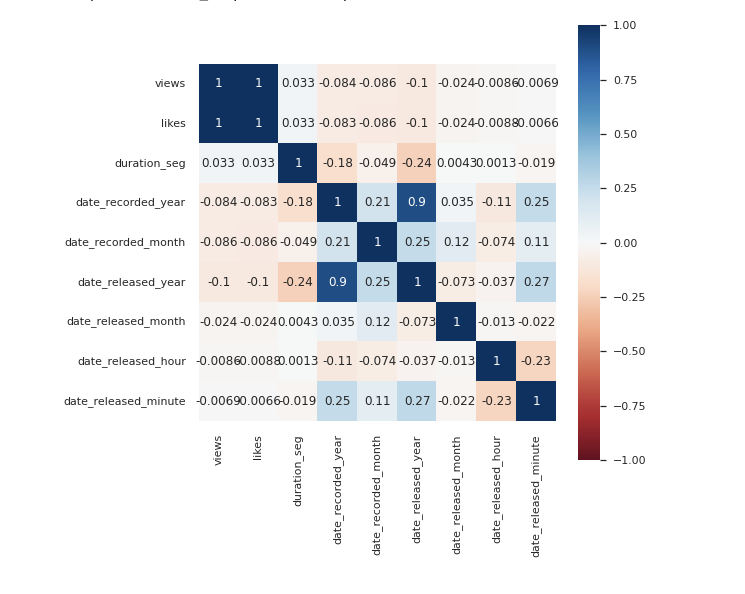 1.00
0.75
0.50
0.25
0.00
−0.25
−0.50
−0.75
−1.00
views 1 1 0.033 -0.084 -0.086 -0.1 -0.024 -0.0086 -0.0069
likes 1 1 0.033 -0.083 -0.086 -0.1 -0.024 -0.0088 -0.0066
duration_seg 0.033 0.033 1 -0.18 -0.049 -0.24 0.0043 0.0013 -0.019
date_recorded_year -0.084 -0.083 -0.18 1 0.21 0.9 0.035 -0.11 0.25
date_recorded_month -0.086 -0.086 -0.049 0.21 1 0.25 0.12 -0.074 0.11
date_released_year -0.1 -0.1 -0.24 0.9 0.25 1 -0.073 -0.037 0.27
date_released_month -0.024 -0.024 0.0043 0.035 0.12 -0.073 1 -0.013 -0.022
date_released_hour -0.0086 -0.0088 0.0013 -0.11 -0.074 -0.037 -0.013 1 -0.23
date_released_minute -0.0069 -0.0066 -0.019 0.25 0.11 0.27 -0.022 -0.23 1
views
likes
duration_seg
date_recorded_year
date_recorded_month
date_released_year
date_released_month
date_released_hour
date_released_minute